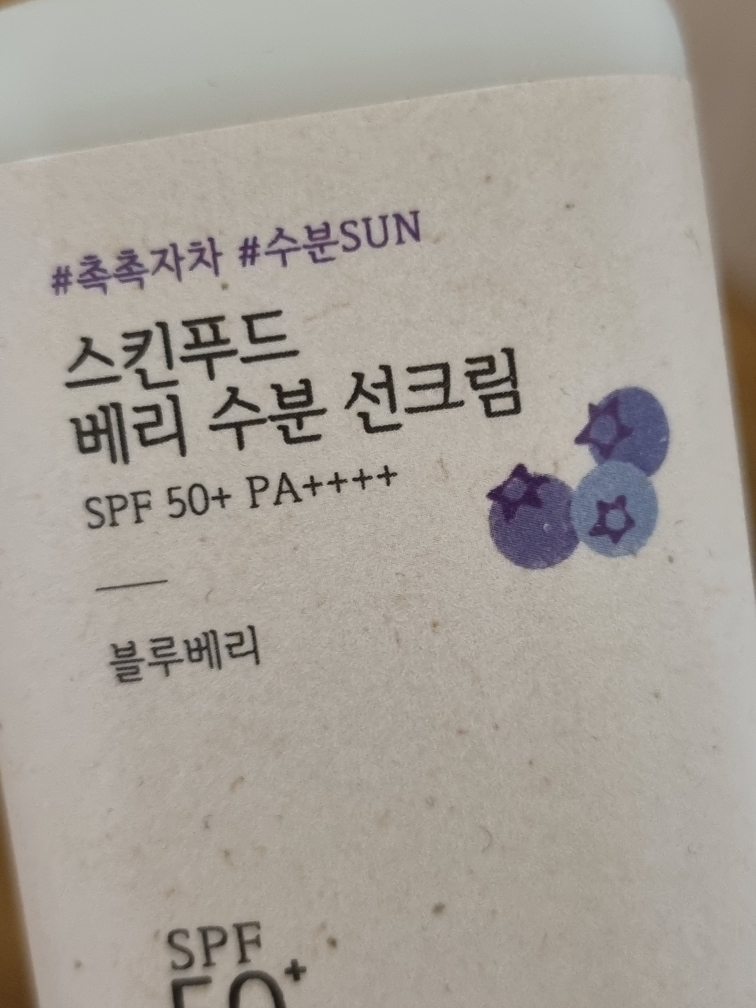 #촉촉자차 #수분SUN
스킨푸드
베리 수분 선크림
SPF 50+ PA++++
블루베리
SPF
50+